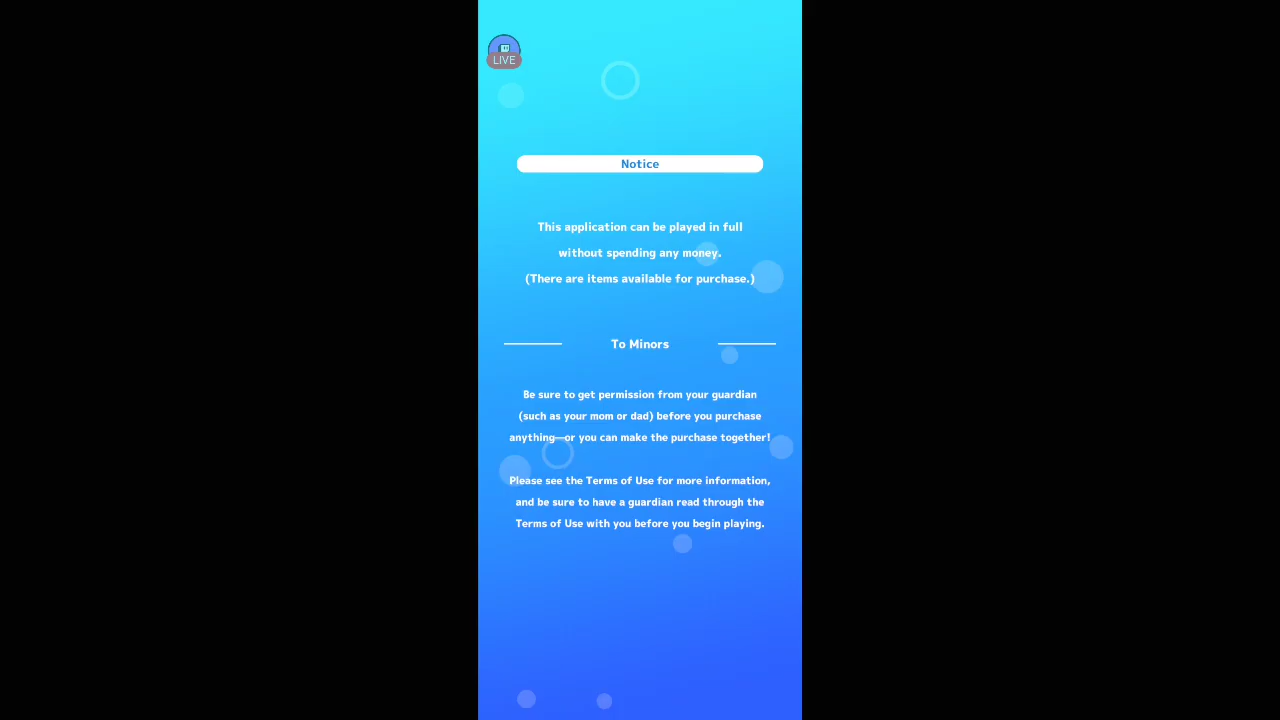 LIVE
Notice
This application can be played in full
without spending any money.
(There are items available for purchase.)
To Minors
Be sure to get permission from your guardian
(such as your mom or dad) before you purchase
anything—or you can make the purchase together!
Please see the Terms of Use for more information,
and be sure to have a guardian read through the
Terms of Use with you before you begin playing.